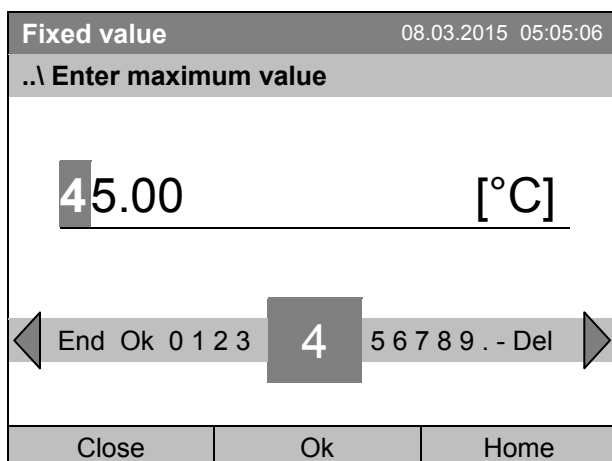 Fixed value 08.03.2015 05:05:06
..\ Enter maximum value
45.00 [°C]
End Ok 0 1 2 3 4 5 6 7 8 9 . - Del
Close Ok Home